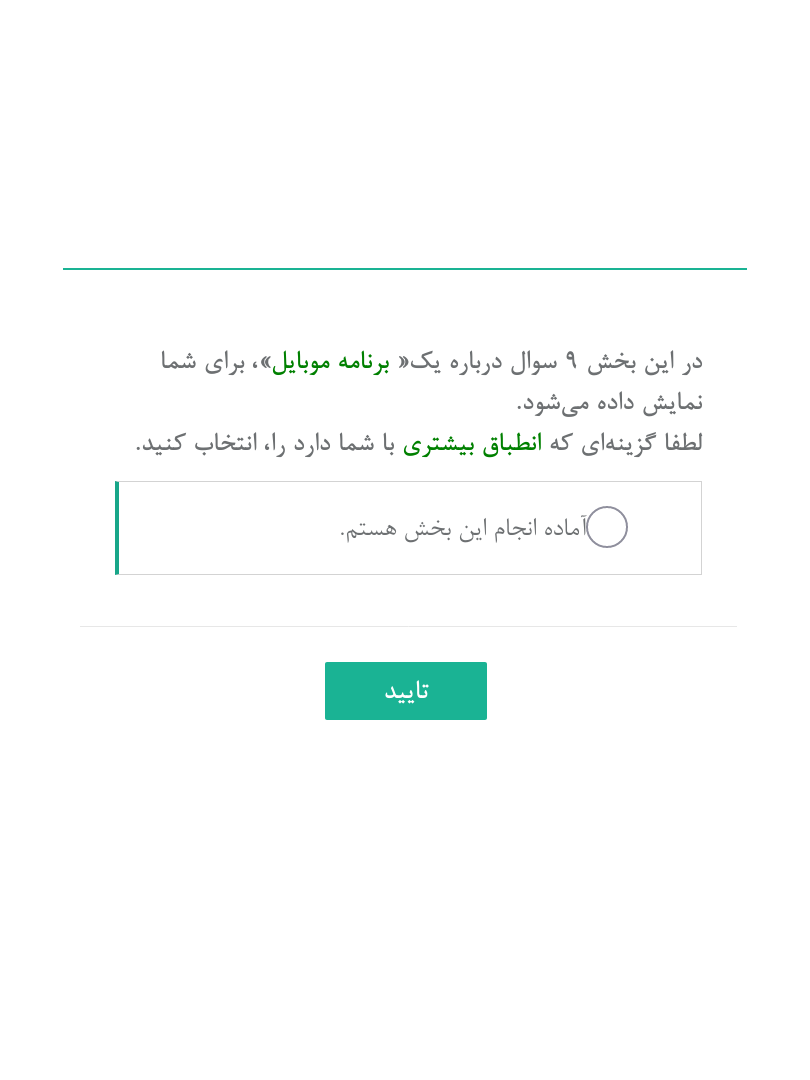 در این بخش ۹ سوال درباره یک« برنامه موبایل»، برای شما
نمایش داده می‌شود.
لطفا گزینه‌ای که انطباق بیشتری با شما دارد را، انتخاب کنید.
آماده انجام این بخش هستم.
تایید